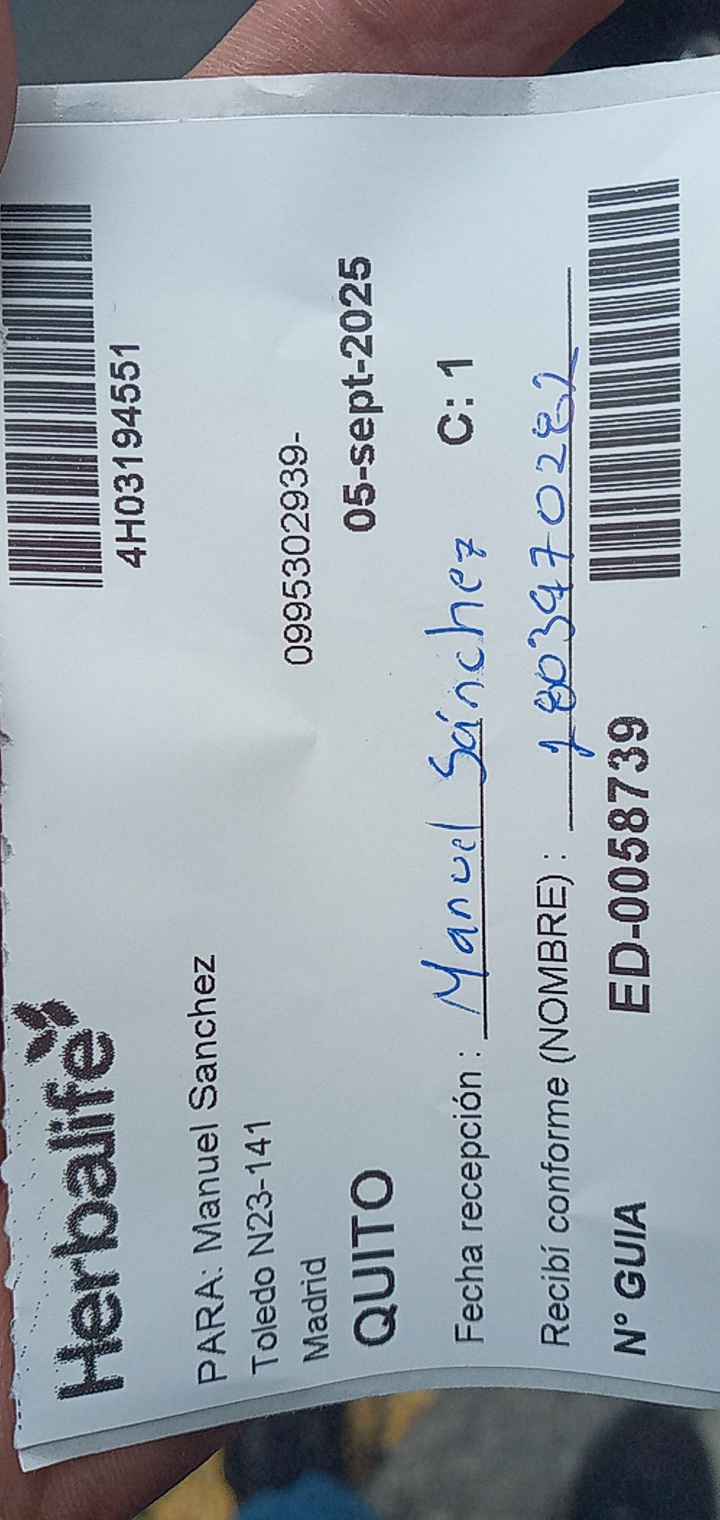 Herbalife
4H03194551
PARA: Manuel Sanchez
Toledo N23-141
Madrid 0995302939-
QUITO 05-sept-2025
Fecha recepción : Manuel Sánchez C: 1
Recibí conforme (NOMBRE) : 1803970282
N° GUIA ED-0058739